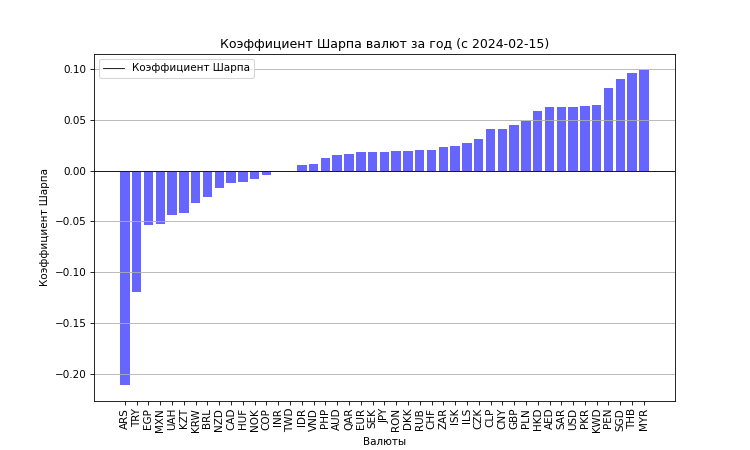 Коэффициент Шарпа валют за год (с 2024-02-15)
Коэффициент Шарпа
0.10
0.05
0.00
−0.05
−0.10
−0.15
−0.20
Коэффициент Шарпа
ARS TRY EGP MXN UAH KZT KRW BRL NZD CAD HUF NOK COP INR TWD IDR VND PHP AUD QAR EUR SEK JPY RON DKK RUB CHF ZAR ISK ILS CZK CLP CNY GBP PLN HKD AED SAR USD PKR KWD PEN SGD THB MYR
Валюты